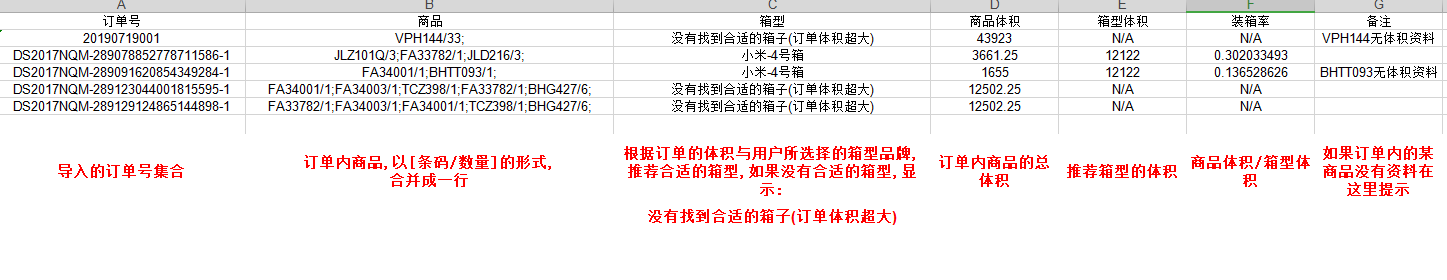 A B C D E F G
订单号 商品 箱型 商品体积 箱型体积 装箱率 备注
20190719001 VPH144/33; 没有找到合适的箱子(订单体积超大) 43923 N/A N/A VPH144无体积资料
DS2017NQM-289078852778711586-1 JLZ101Q/3;FA33782/1;JLD216/3; 小米-4号箱 3661.25 12122 0.302033493
DS2017NQM-289091620854349284-1 FA34001/1;BHTT093/1; 小米-4号箱 1655 12122 0.136528626 BHTT093无体积资料
DS2017NQM-289123044001815595-1 FA34001/1;FA34003/1;TCZ398/1;FA33782/1;BHG427/6; 没有找到合适的箱子(订单体积超大) 12502.25 N/A N/A
DS2017NQM-289129124865144898-1 FA33782/1;FA34003/1;FA34001/1;TCZ398/1;BHG427/6; 没有找到合适的箱子(订单体积超大) 12502.25 N/A N/A
导入的订单号集合
订单内商品,以[条码/数量]的形式,
合并成一行
根据订单的体积与用户所选择的箱型品牌,
推荐合适的箱型,如果没有合适的箱型,显
示:
没有找到合适的箱子(订单体积超大)
订单内商品的总
体积
推荐箱型的体积
商品体积/箱型体
积
如果订单内的某
商品没有资料在
这里提示